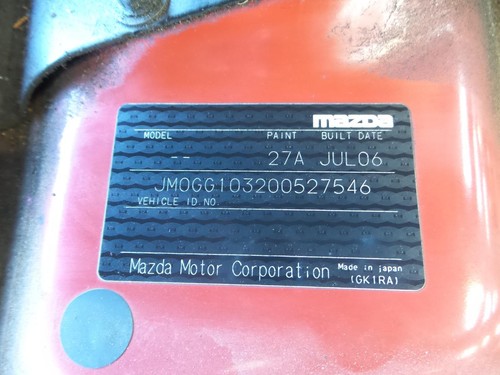 mazda
MODEL PAINT BUILT DATE
-- 27A JUL06
JM0GG103200527546
VEHICLE ID.NO.
Mazda Motor Corporation Made in japan
(GK1RA)